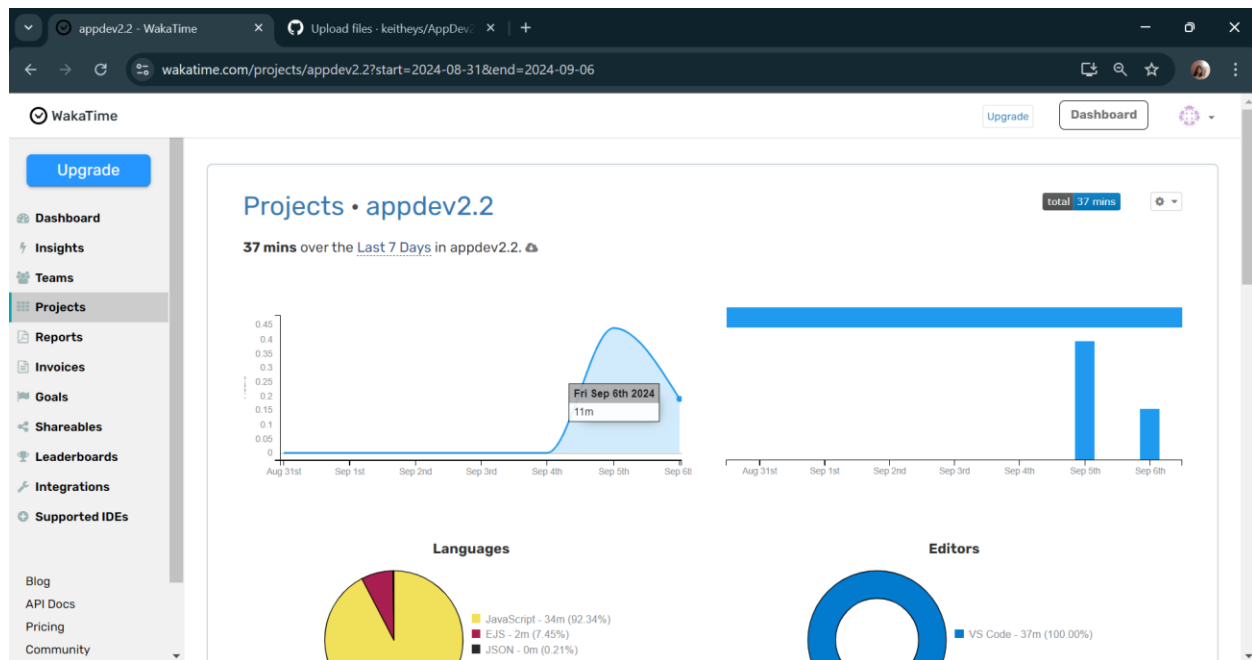 appdev2.2 - WakaTime
Upload files · keitheys/AppDev2
wakatime.com/projects/appdev2.2?start=2024-08-31&end=2024-09-06
WakaTime
Upgrade
Dashboard
Upgrade
Dashboard
Insights
Teams
Projects
Reports
Invoices
Goals
Shareables
Leaderboards
Integrations
Supported IDEs
Blog
API Docs
Pricing
Community
Projects • appdev2.2
total 37 mins
37 mins over the Last 7 Days in appdev2.2.
0.45
0.4
0.35
0.3
0.25
0.2
0.15
0.1
0.05
0
Fri Sep 6th 2024
11m
Aug 31st Sep 1st Sep 2nd Sep 3rd Sep 4th Sep 5th Sep 6t
Aug 31st Sep 1st Sep 2nd Sep 3rd Sep 4th Sep 5th Sep 6th
Languages
JavaScript - 34m (92.34%)
EJS - 2m (7.45%)
JSON - 0m (0.21%)
Editors
VS Code - 37m (100.00%)